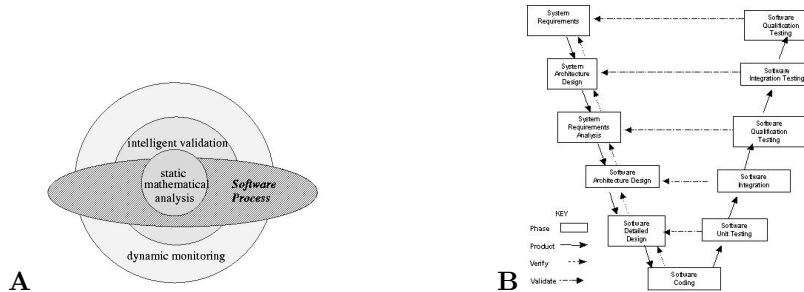 intelligent validation
static
mathematical
analysis
Software
Process
dynamic monitoring
A
System
Requirements
Software
Qualification
Testing
System
Architecture
Design
Software
Integration Testing
System
Requirements
Analysis
Software
Qualification
Testing
Software
Architecture Design
Software
Integration
KEY
Phase
Product
Verify
Validate
Software
Detailed
Design
Software
Unit Testing
Software
Coding
B